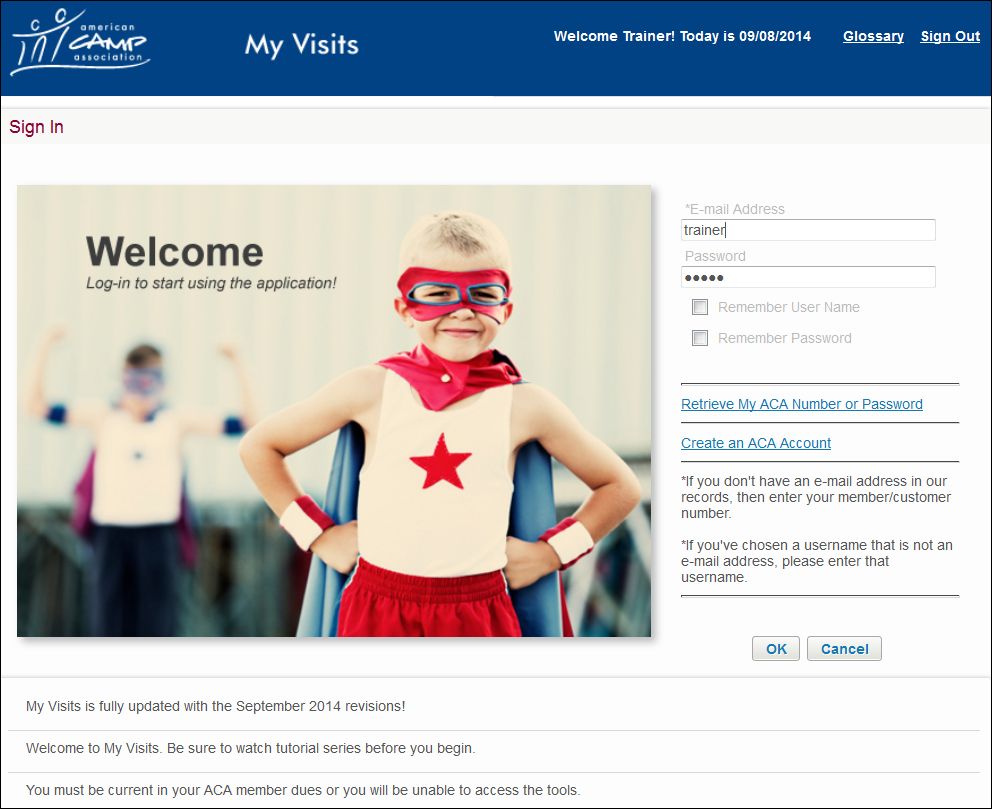 american
CAMP
association
My Visits
Welcome Trainer! Today is 09/08/2014
Glossary
Sign Out
Sign In
Welcome
Log-in to start using the application!
*E-mail Address
trainer
Password
•••••
Remember User Name
Remember Password
Retrieve My ACA Number or Password
Create an ACA Account
*If you don't have an e-mail address in our
records, then enter your member/customer
number.
*If you've chosen a username that is not an
e-mail address, please enter that
username.
OK
Cancel
My Visits is fully updated with the September 2014 revisions!
Welcome to My Visits. Be sure to watch tutorial series before you begin.
You must be current in your ACA member dues or you will be unable to access the tools.